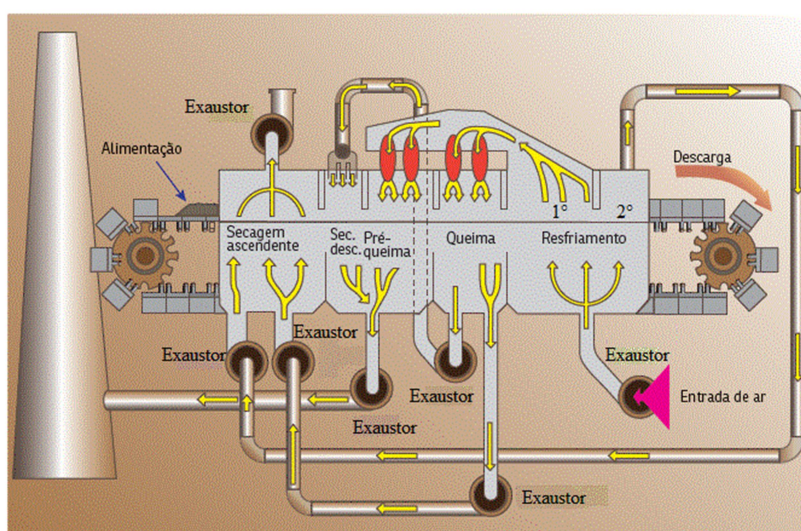 Exaustor
Alimentação
Descarga
1°
2°
Secagem
ascendente
Sec.
desc.
Pré-
queima
Queima
Resfriamento
Exaustor
Exaustor
Exaustor
Exaustor
Entrada de ar
Exaustor
Exaustor